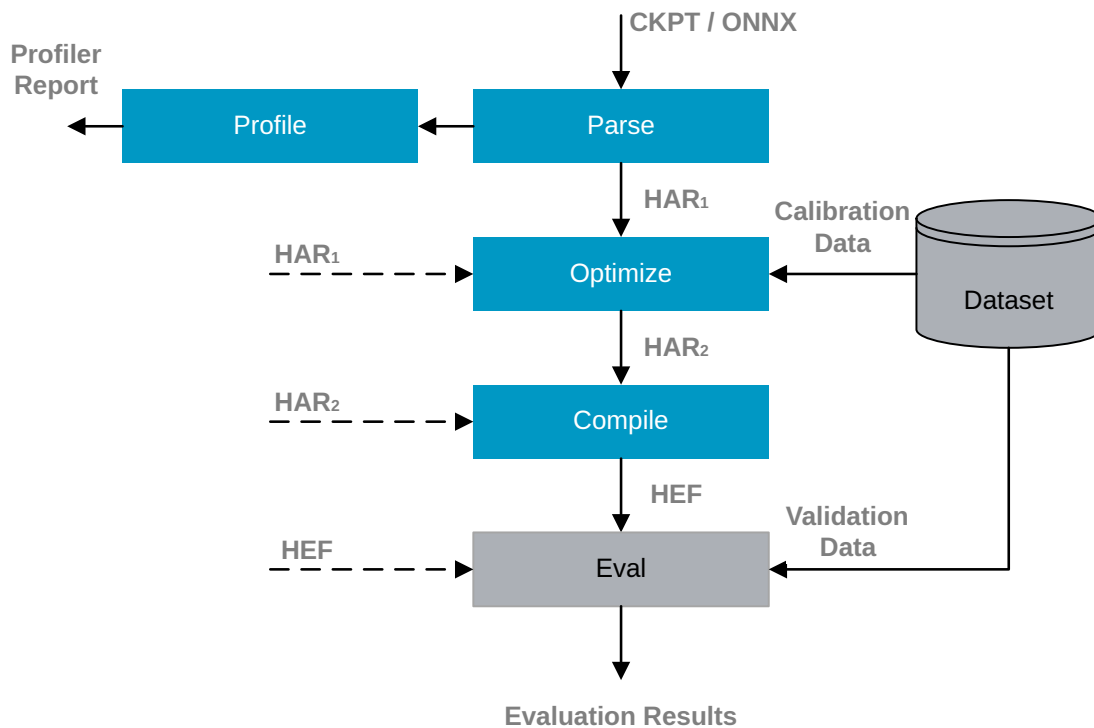 CKPT / ONNX
Profiler
Report
Profile
Parse
HAR₁
Calibration
Data
HAR₁
Optimize
Dataset
HAR₂
HAR₂
Compile
HEF
Validation
Data
HEF
Eval
Evaluation Results